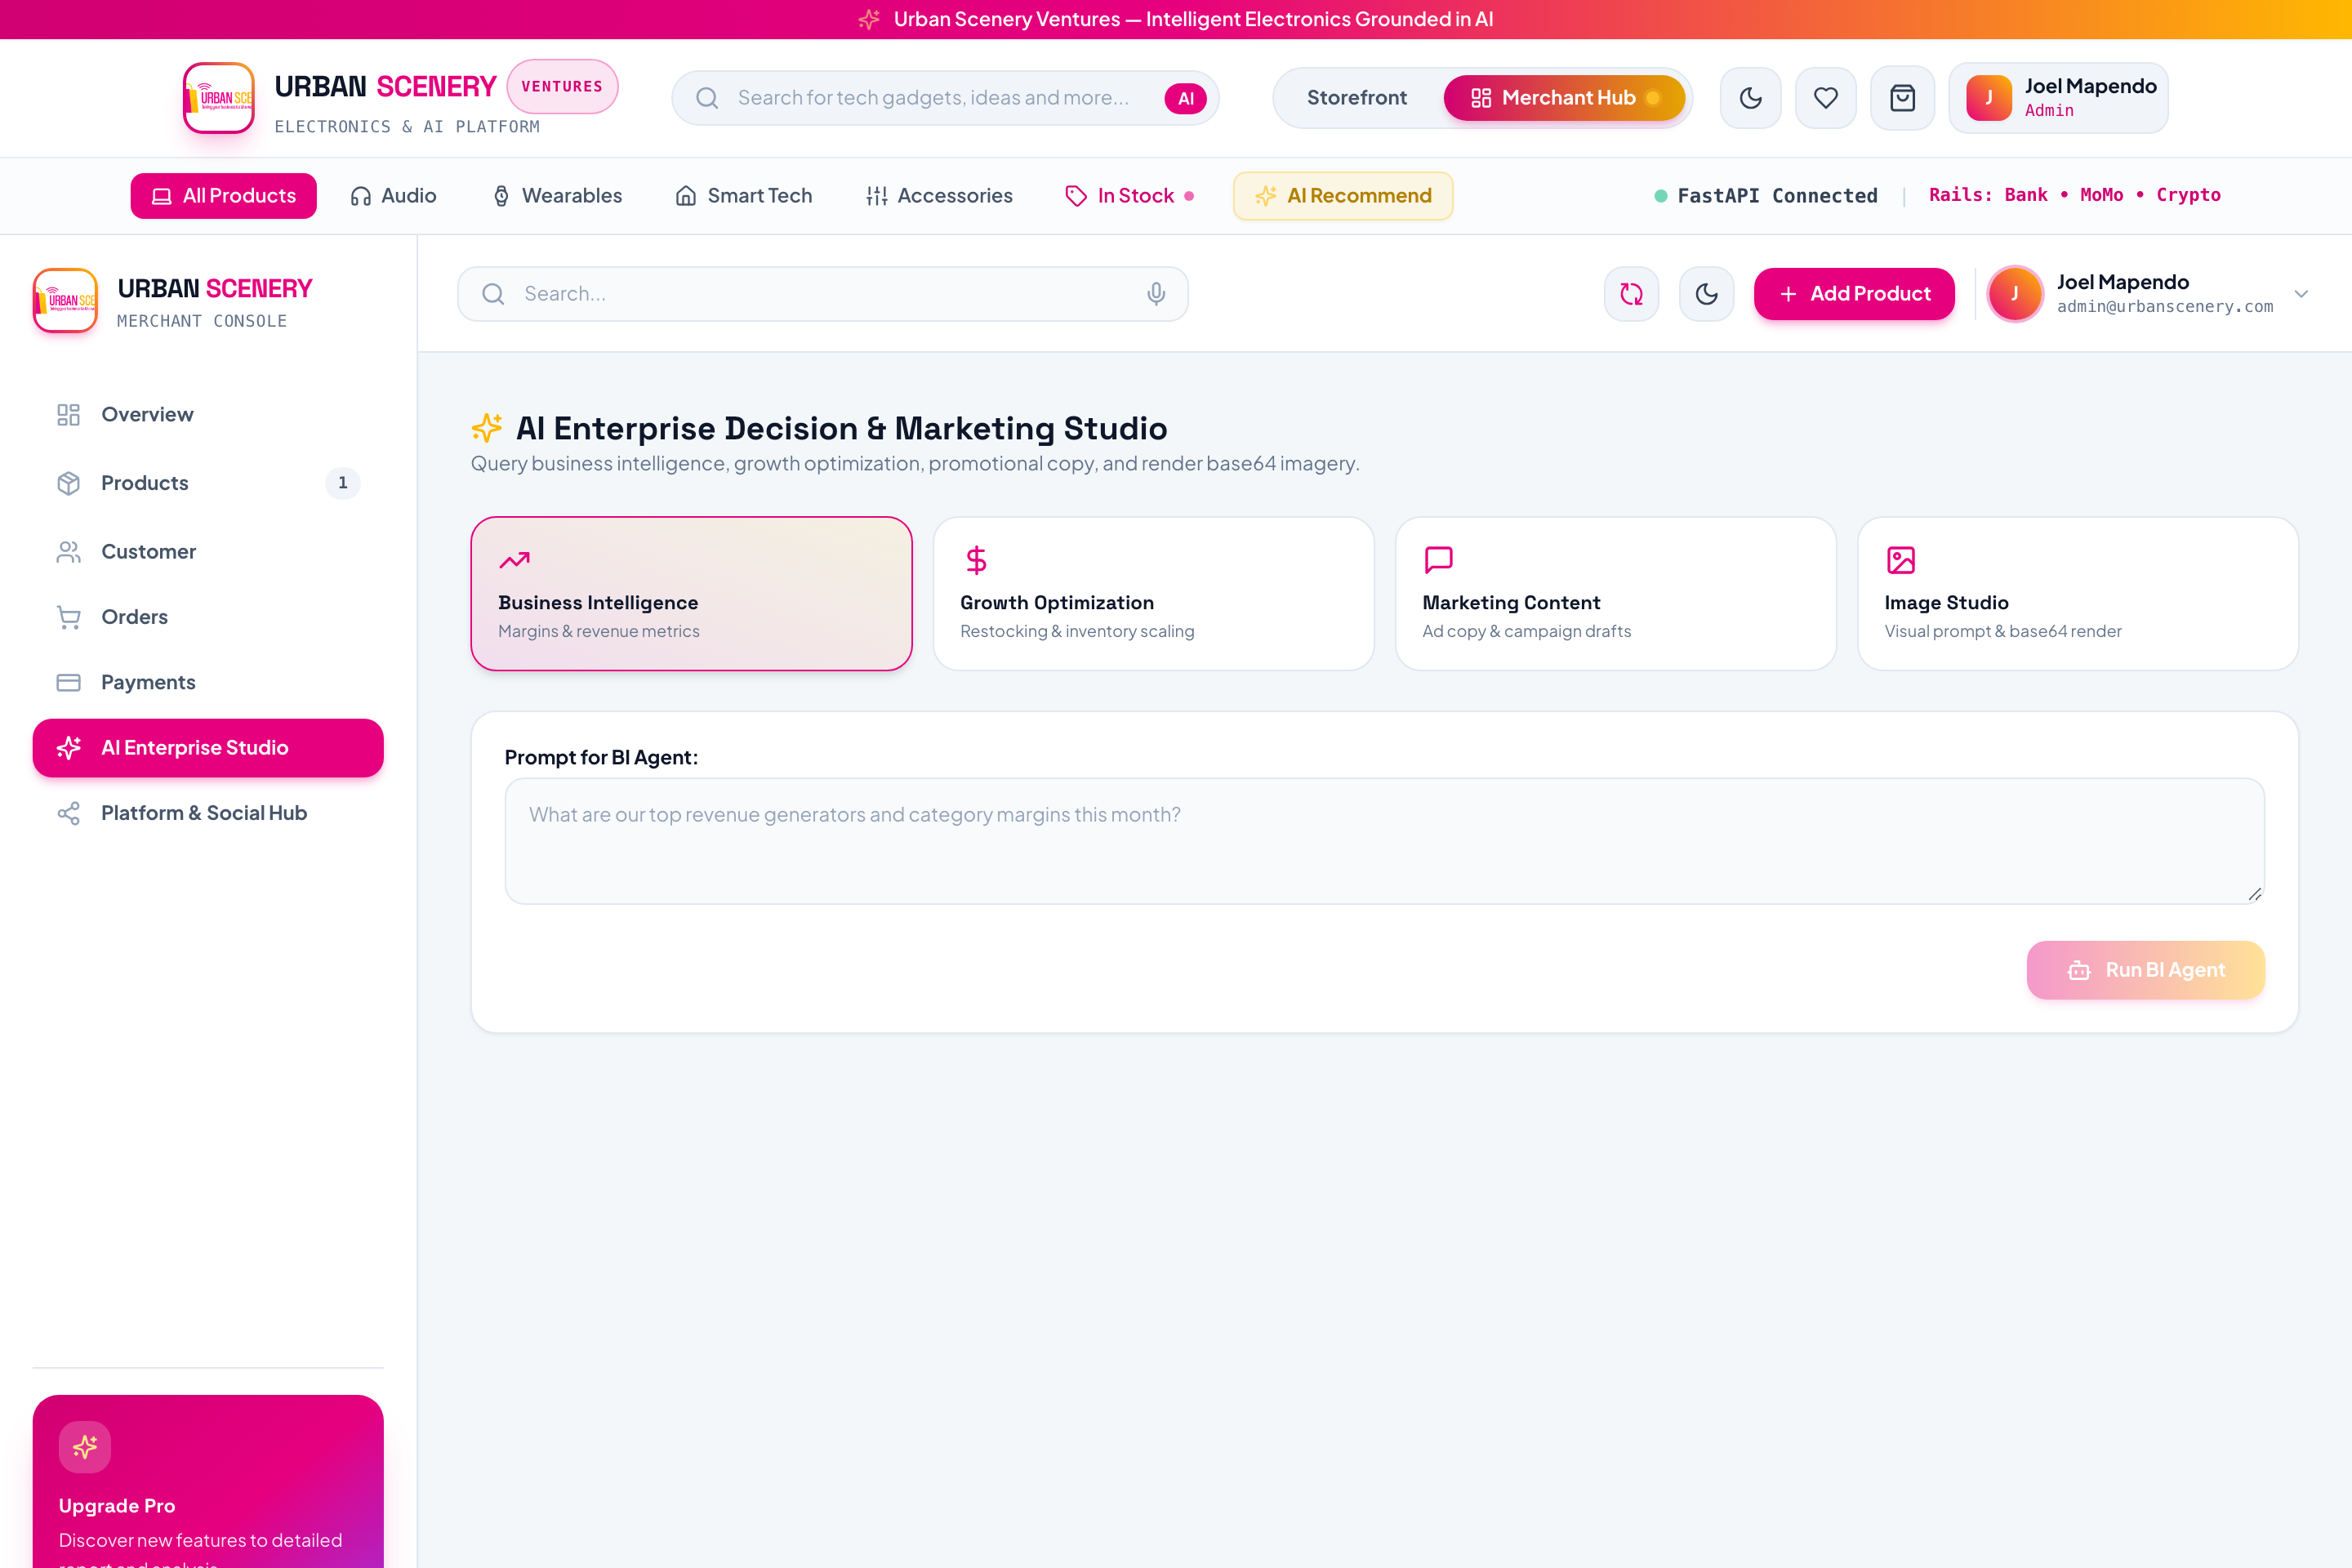 Urban Scenery Ventures — Intelligent Electronics Grounded in AI
URBAN SCENERY VENTURES
ELECTRONICS & AI PLATFORM
Search for tech gadgets, ideas and more...
AI
Storefront
Merchant Hub
J
Joel Mapendo
Admin
All Products
Audio
Wearables
Smart Tech
Accessories
In Stock
AI Recommend
FastAPI Connected
Rails: Bank • MoMo • Crypto
URBAN SCENERY
MERCHANT CONSOLE
Search...
Add Product
J
Joel Mapendo
admin@urbanscenery.com
Overview
Products
1
Customer
Orders
Payments
AI Enterprise Studio
Platform & Social Hub
AI Enterprise Decision & Marketing Studio
Query business intelligence, growth optimization, promotional copy, and render base64 imagery.
Business Intelligence
Margins & revenue metrics
Growth Optimization
Restocking & inventory scaling
Marketing Content
Ad copy & campaign drafts
Image Studio
Visual prompt & base64 render
Prompt for BI Agent:
What are our top revenue generators and category margins this month?
Run BI Agent
Upgrade Pro
Discover new features to detailed
report and analysis